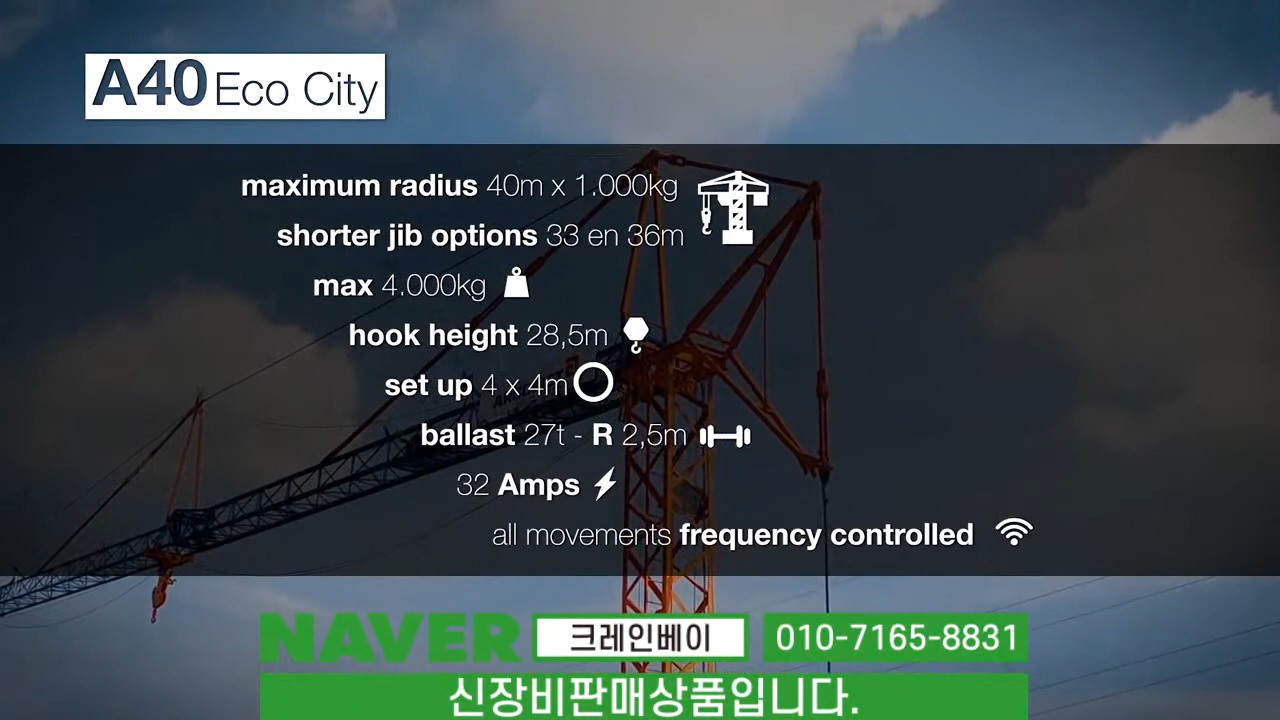 A40 Eco City
maximum radius 40m x 1.000kg
shorter jib options 33 en 36m
max 4.000kg
hook height 28,5m
set up 4 x 4m
ballast 27t - R 2,5m
32 Amps
all movements frequency controlled
NAVER 크레인베이 010-7165-8831
신장비판매상품입니다.